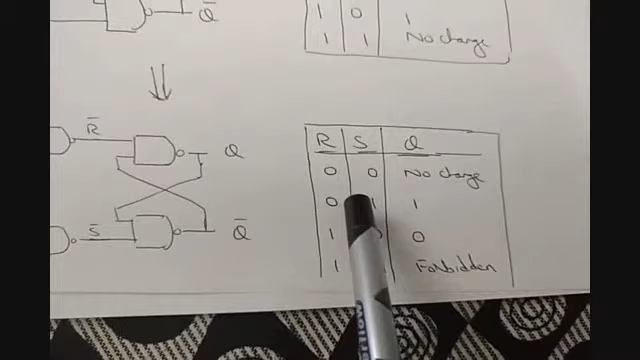 Q̄
1 0 1
1 1 No change
R̄
Q
S̄
Q̄
R S Q
0 0 No change
0 1 1
1 0
1 Forbidden